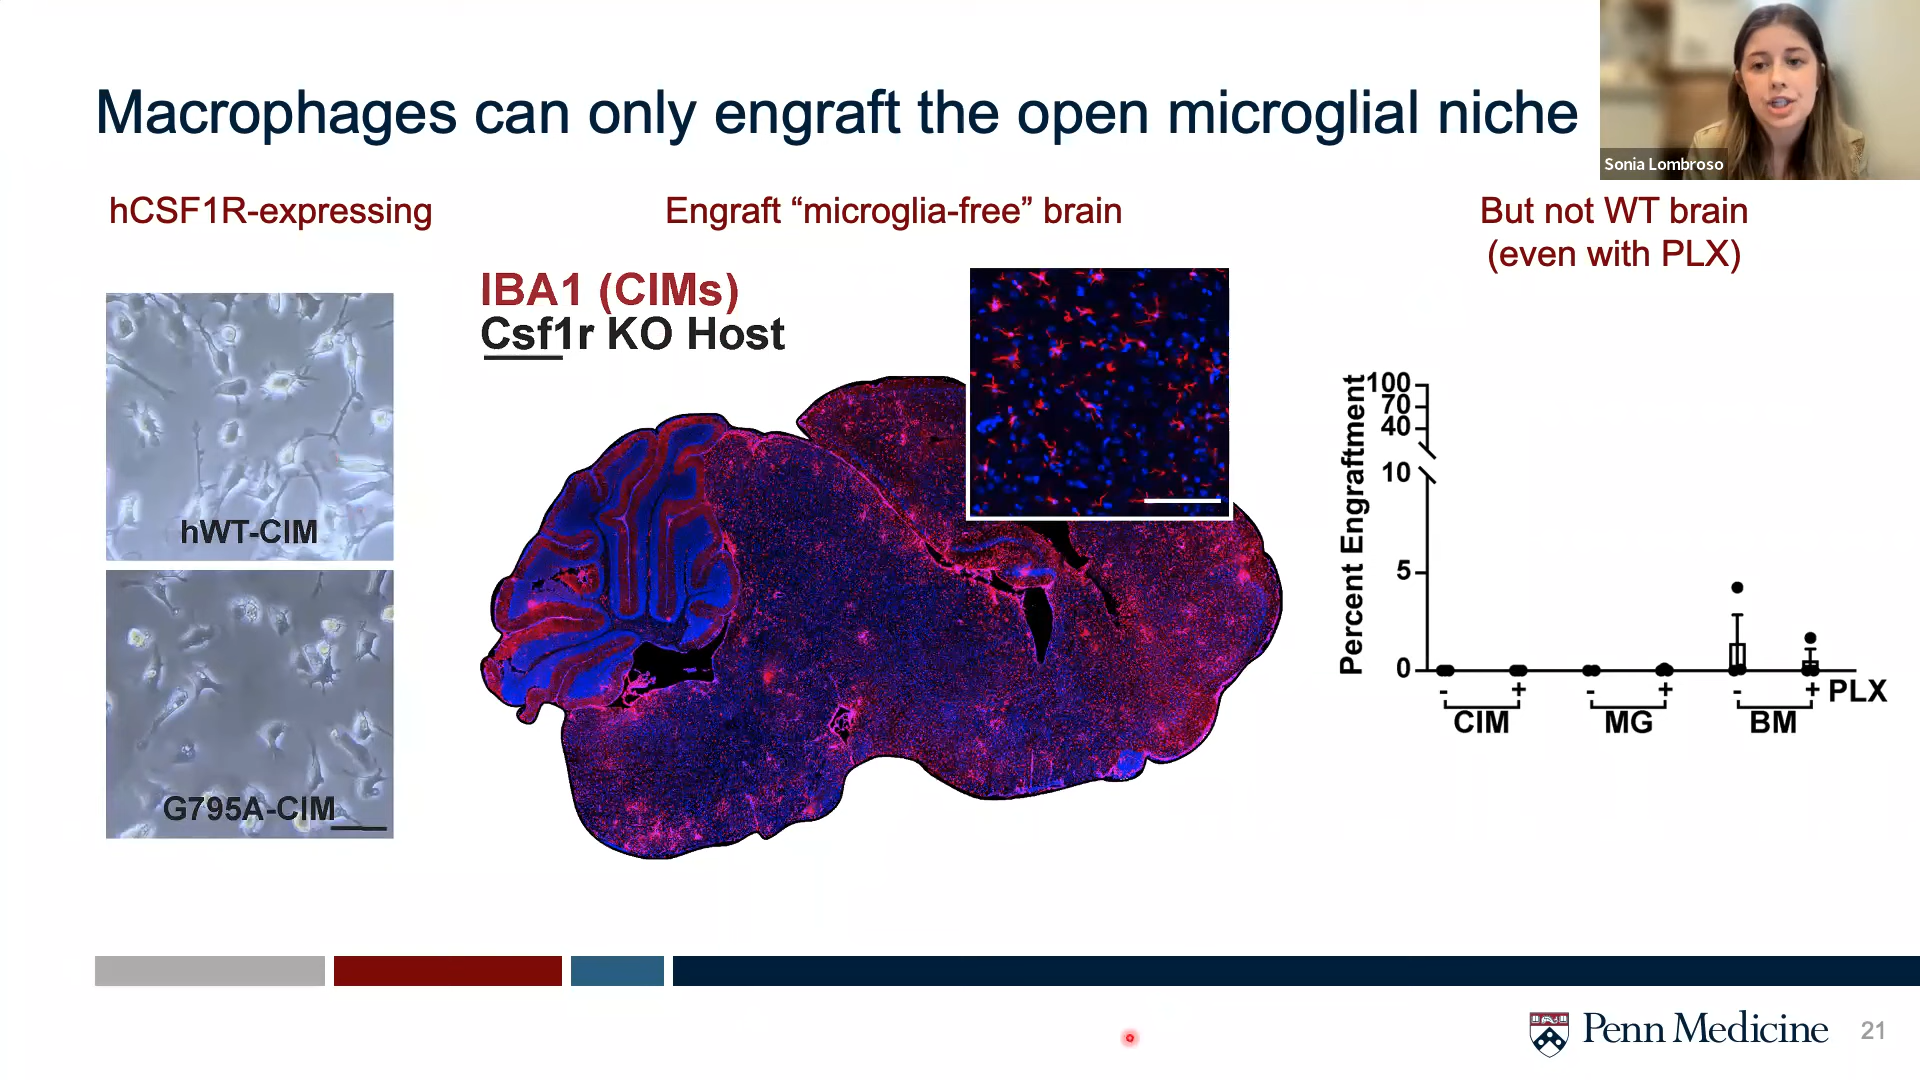 Macrophages can only engraft the open microglial niche
Sonia Lombroso
hCSF1R-expressing
hWT-CIM
G795A-CIM
Engraft “microglia-free” brain
IBA1 (CIMs)
Csf1r KO Host
But not WT brain
(even with PLX)
Percent Engraftment
100
70
40
10
5
0
- + - + - + PLX
CIM MG BM
Penn Medicine
21